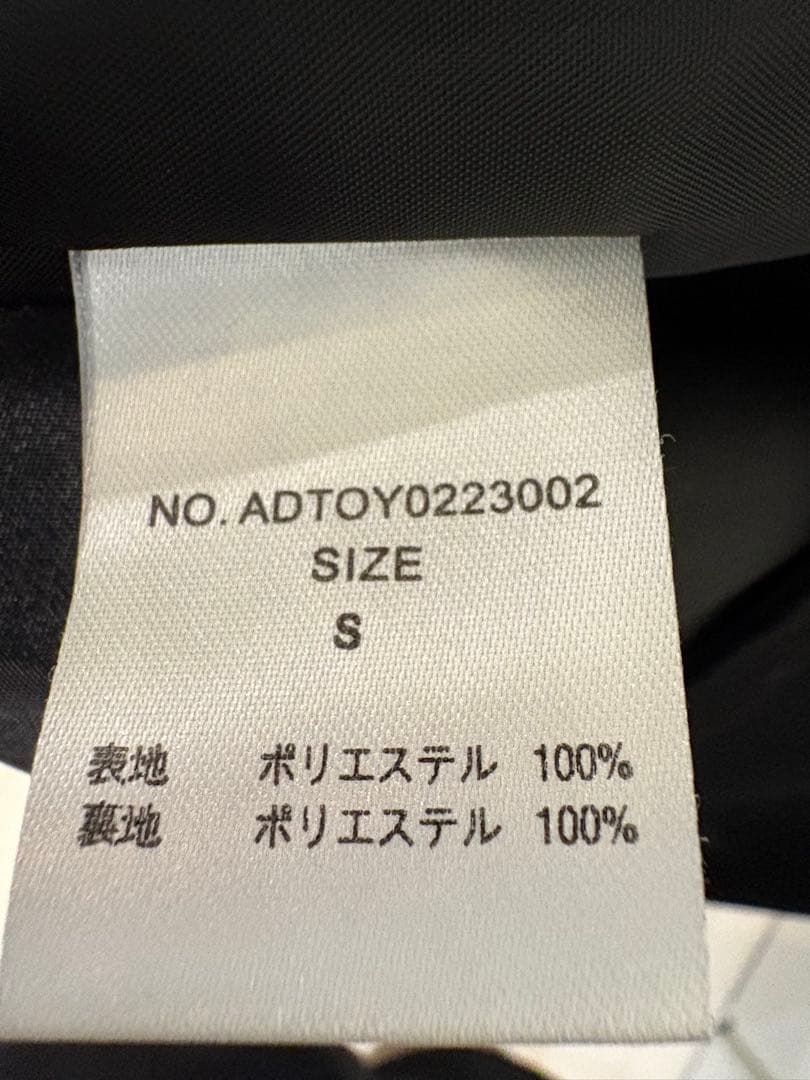 NO. ADTOY0223002
SIZE
S
表地 ポリエステル 100%
裏地 ポリエステル 100%